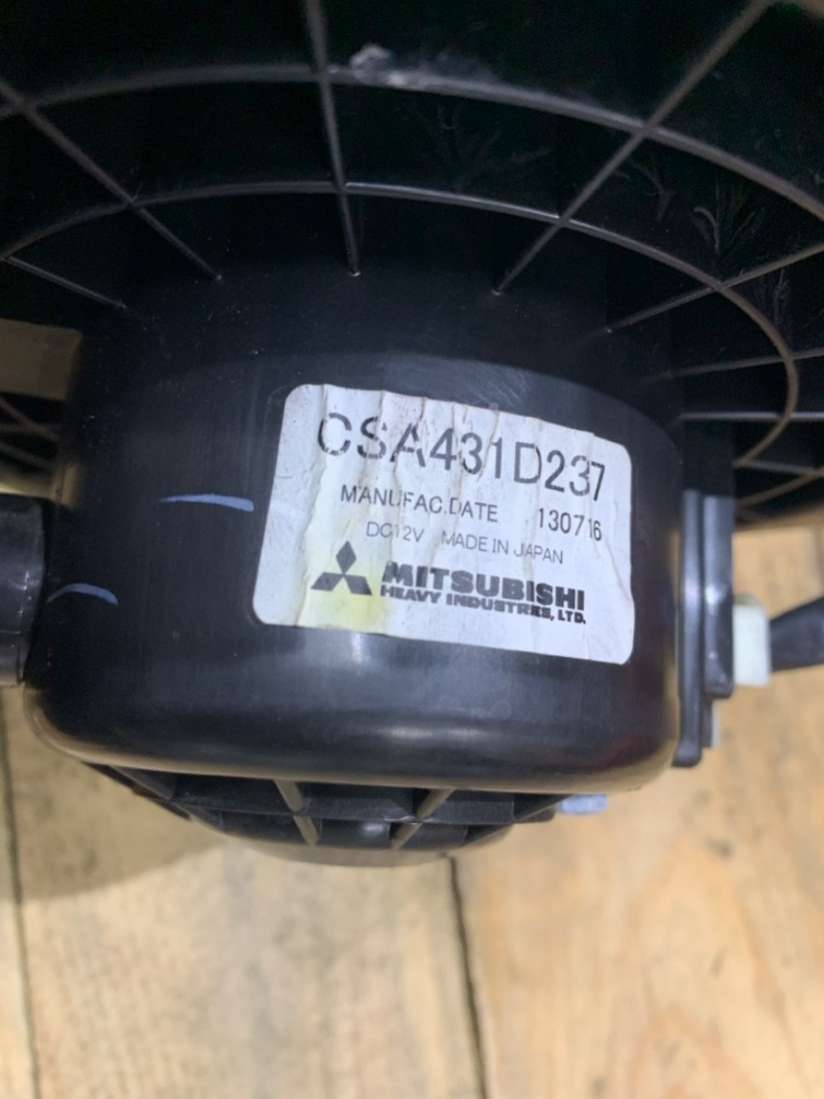 CSA431D237
MANUFAC.DATE 130716
DC12V MADE IN JAPAN
MITSUBISHI
HEAVY INDUSTRIES, LTD.